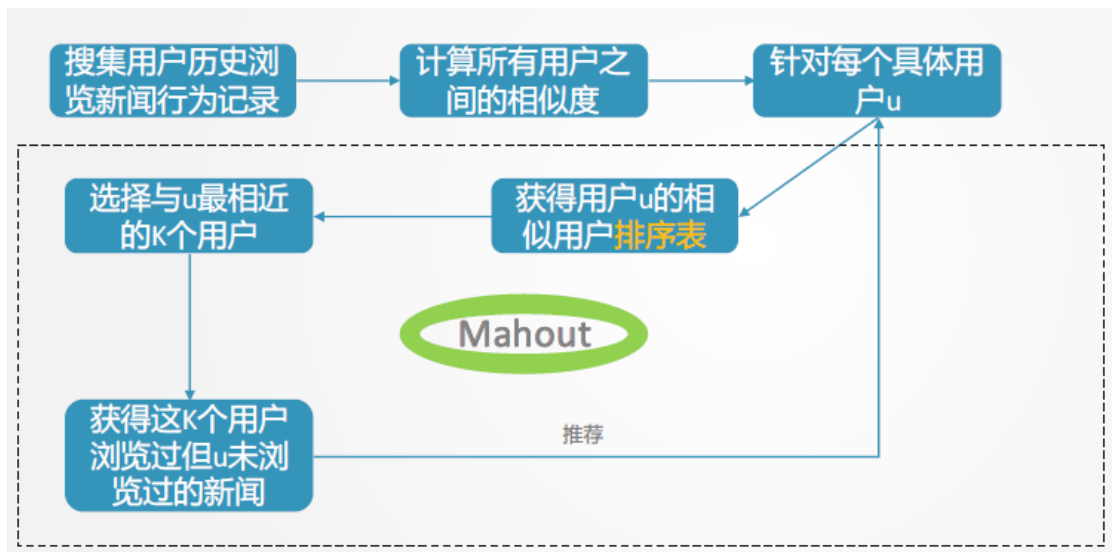 搜集用户历史浏
览新闻行为记录
计算所有用户之
间的相似度
针对每个具体用
户u
选择与u最相近
的K个用户
获得用户u的相
似用户排序表
Mahout
获得这K个用户
浏览过但u未浏
览过的新闻
推荐